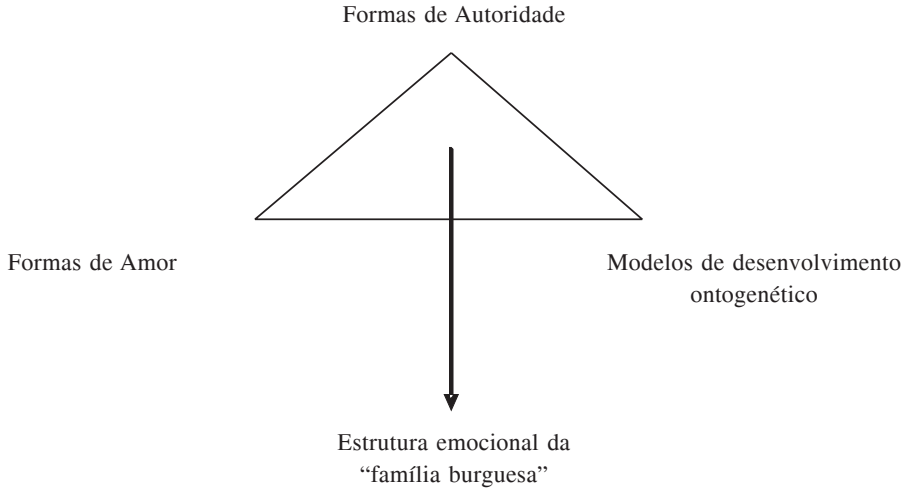 Formas de Autoridade
Formas de Amor
Modelos de desenvolvimento
ontogenético
Estrutura emocional da
“família burguesa”